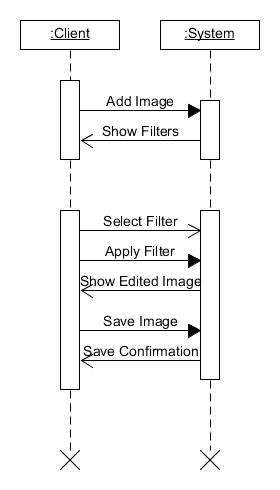 :Client
:System
Add Image
Show Filters
Select Filter
Apply Filter
Show Edited Image
Save Image
Save Confirmation